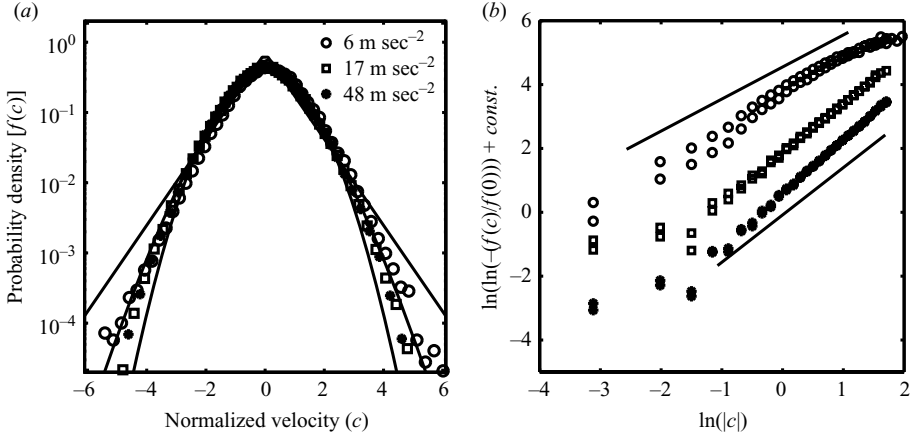 (a)
10⁰
10⁻¹
10⁻²
10⁻³
10⁻⁴
Probability density [f(c)]
6 m sec⁻²
17 m sec⁻²
48 m sec⁻²
–6 –4 –2 0 2 4 6
Normalized velocity (c)
(b)
6
4
2
0
–2
–4
ln(ln(–(f(c)/f(0))) + const.
–4 –3 –2 –1 0 1 2
ln(|c|)